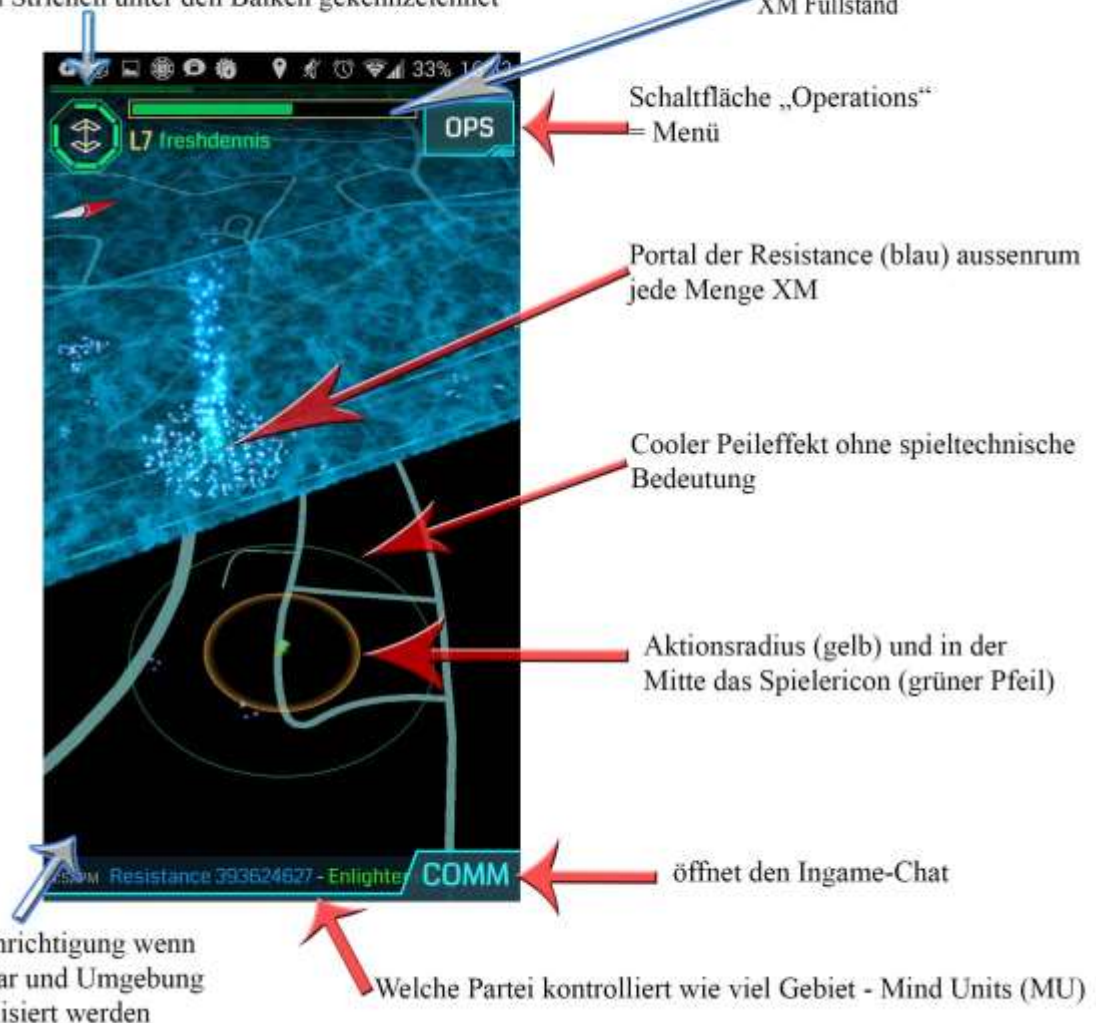 Strichen unter den Balken gekennzeichnet
XM Füllstand
33%
Schaltfläche „Operations“
= Menü
OPS
L7 freshdennis
Portal der Resistance (blau) aussenrum
jede Menge XM
Cooler Peileffekt ohne spieltechnische
Bedeutung
Aktionsradius (gelb) und in der
Mitte das Spielericon (grüner Pfeil)
PM Resistance 393624627 - Enlighte
COMM
öffnet den Ingame-Chat
nrichtigung wenn
ar und Umgebung
isiert werden
Welche Partei kontrolliert wie viel Gebiet - Mind Units (MU)